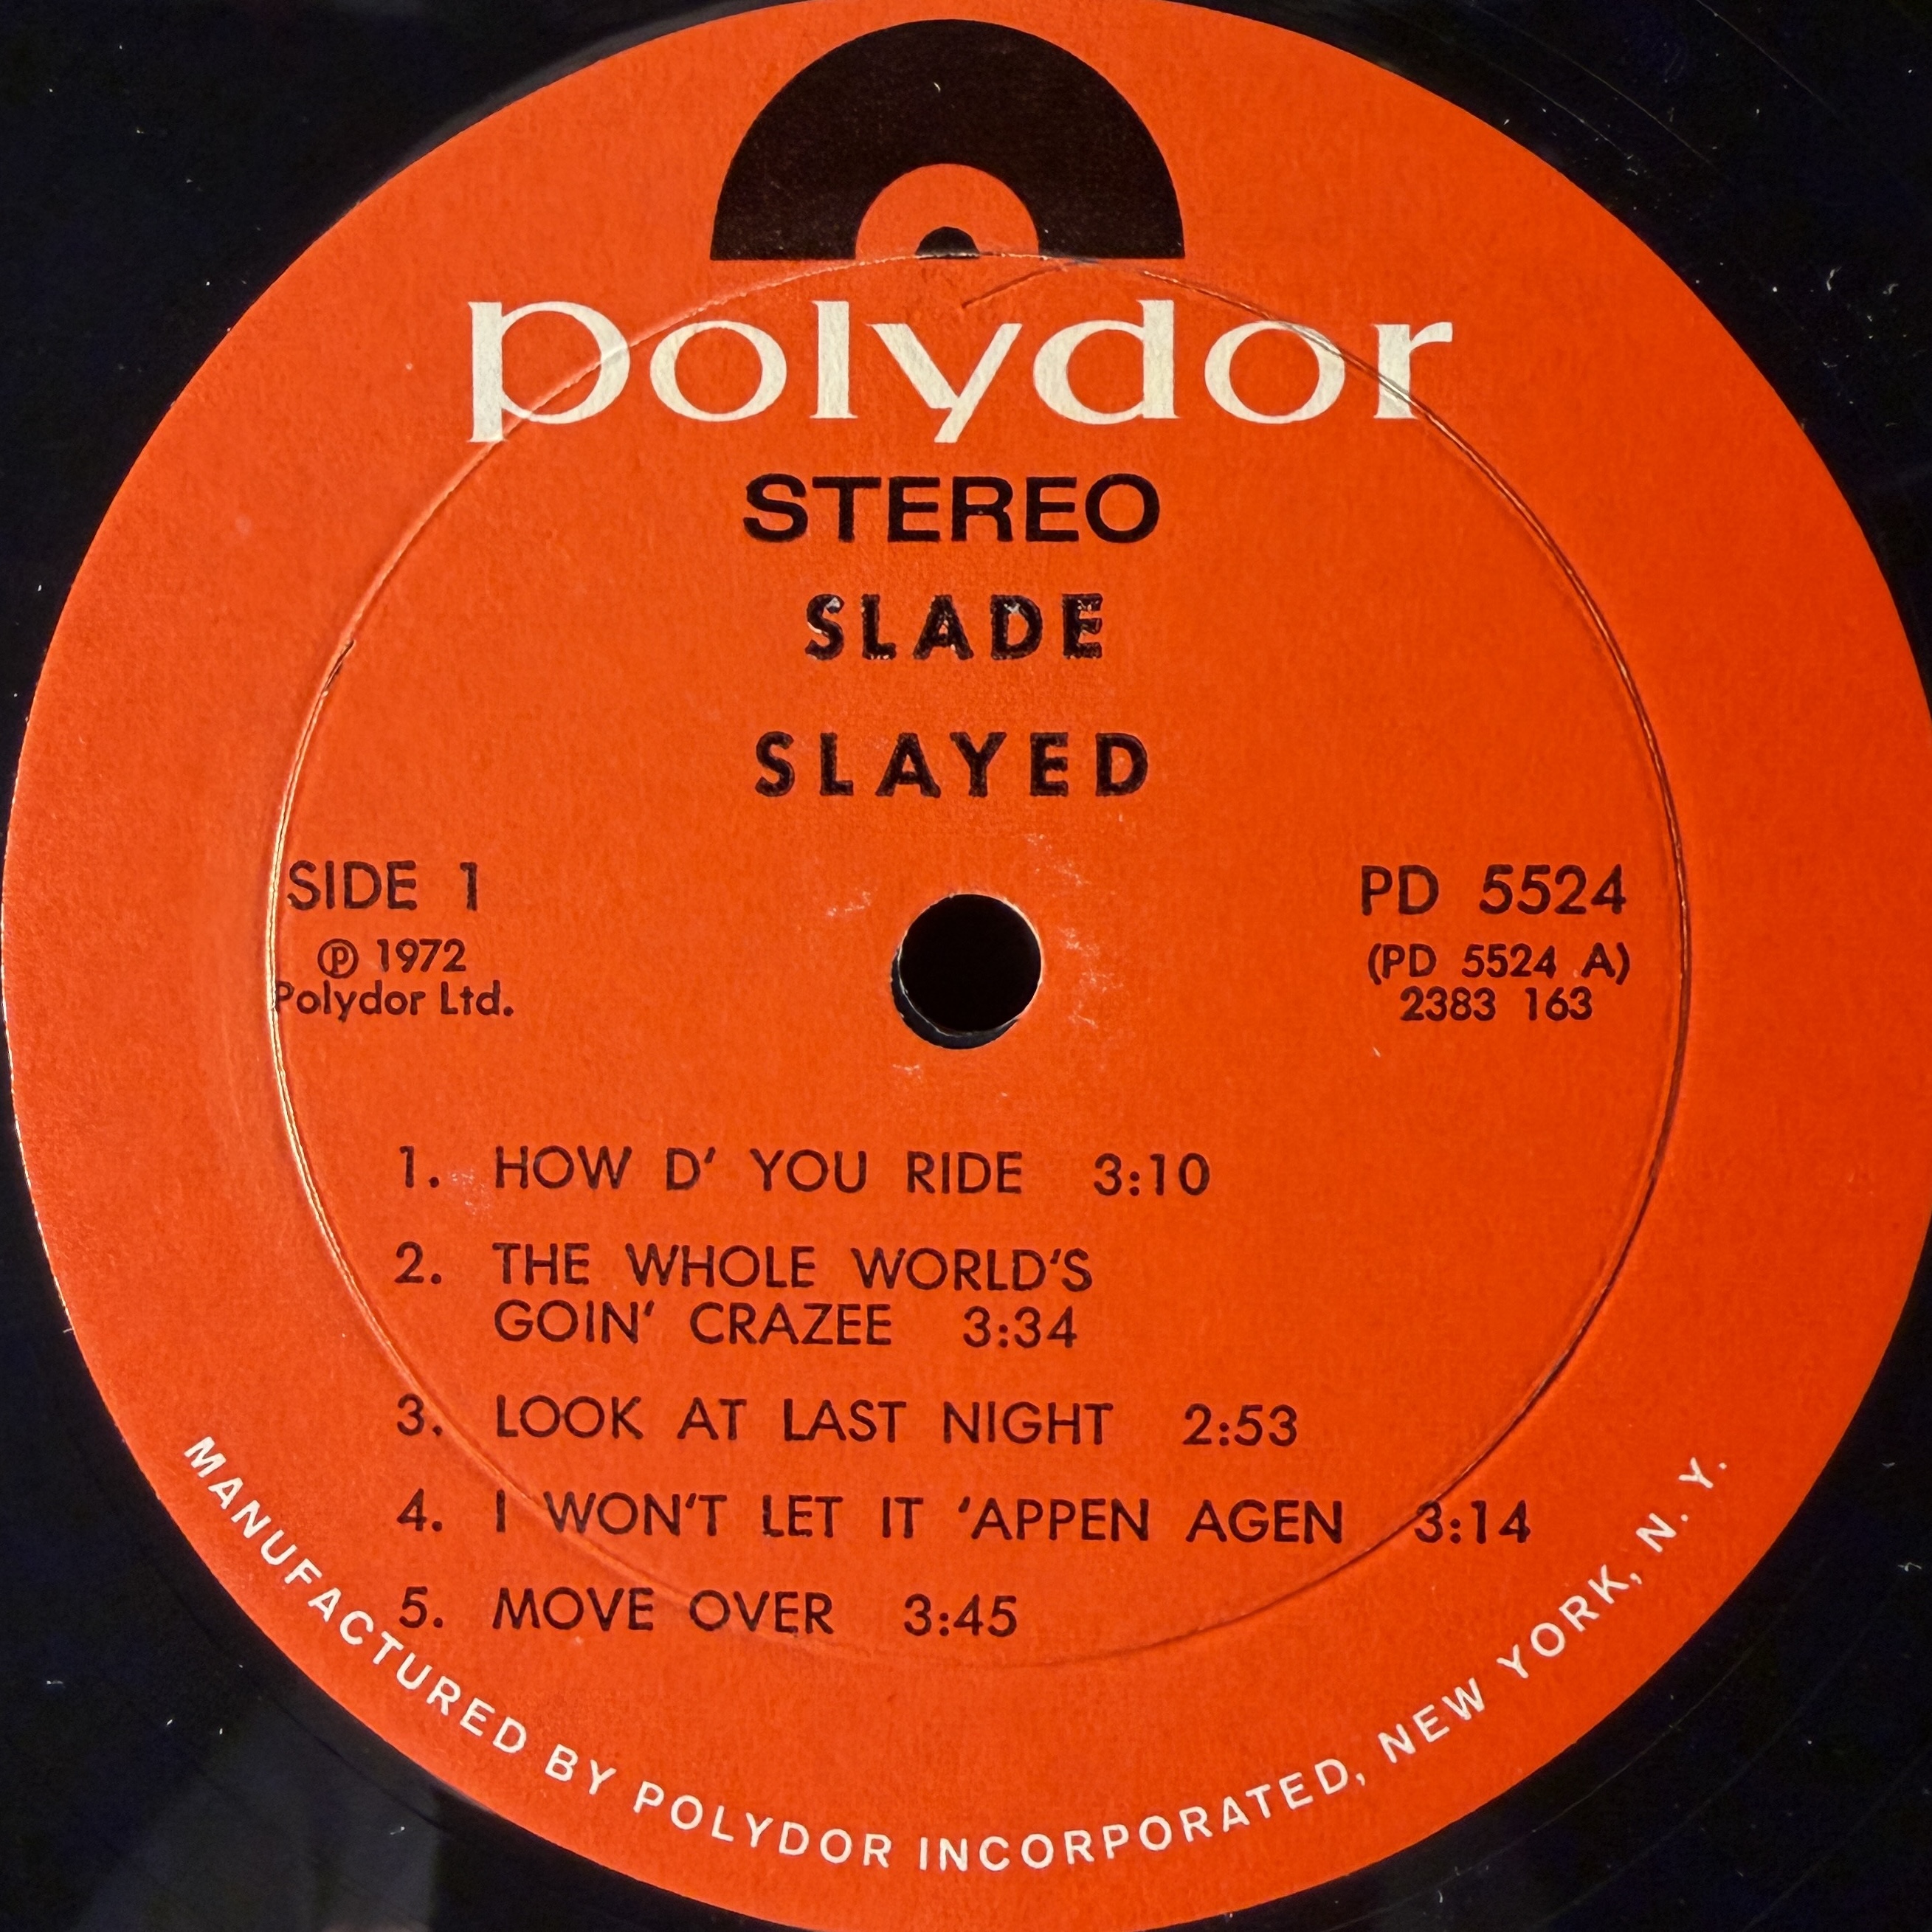 polydor
STEREO
SLADE
SLAYED
SIDE 1
℗ 1972
Polydor Ltd.
PD 5524
(PD 5524 A)
2383 163
1. HOW D' YOU RIDE 3:10
2. THE WHOLE WORLD'S
GOIN' CRAZEE 3:34
3. LOOK AT LAST NIGHT 2:53
4. I WON'T LET IT 'APPEN AGEN 3:14
5. MOVE OVER 3:45
MANUFACTURED BY POLYDOR INCORPORATED, NEW YORK, N. Y.